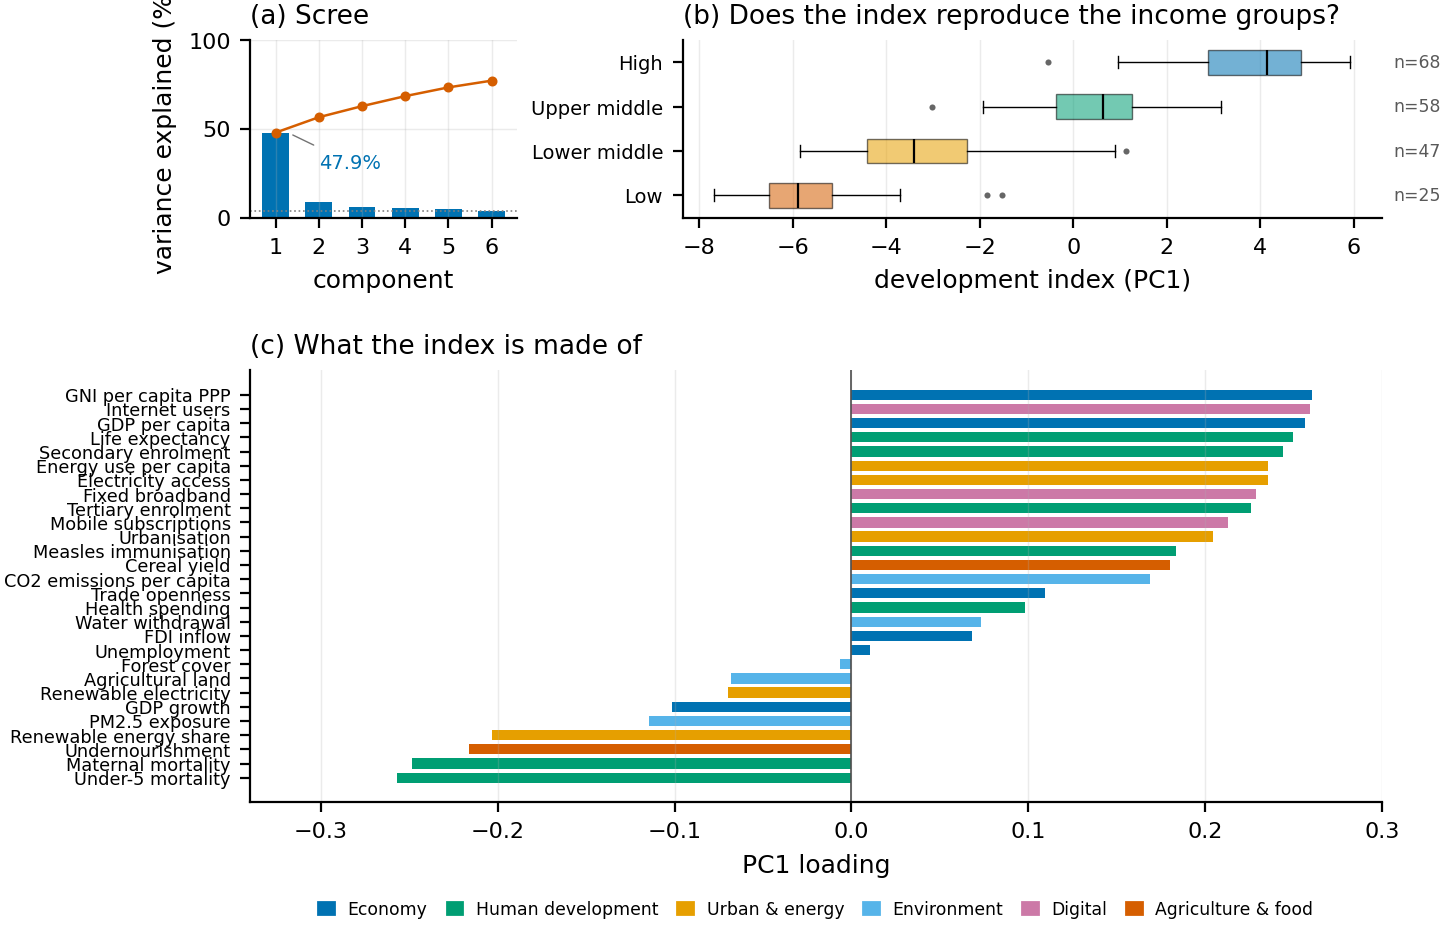 (a) Scree
variance explained (%
100
50
0
47.9%
1 2 3 4 5 6
component
(b) Does the index reproduce the income groups?
High
Upper middle
Lower middle
Low
n=68
n=58
n=47
n=25
−8 −6 −4 −2 0 2 4 6
development index (PC1)
(c) What the index is made of
GNI per capita PPP
Internet users
GDP per capita
Life expectancy
Secondary enrolment
Energy use per capita
Electricity access
Fixed broadband
Tertiary enrolment
Mobile subscriptions
Urbanisation
Measles immunisation
Cereal yield
CO2 emissions per capita
Trade openness
Health spending
Water withdrawal
FDI inflow
Unemployment
Forest cover
Agricultural land
Renewable electricity
GDP growth
PM2.5 exposure
Renewable energy share
Undernourishment
Maternal mortality
Under-5 mortality
−0.3 −0.2 −0.1 0.0 0.1 0.2 0.3
PC1 loading
Economy Human development Urban & energy Environment Digital Agriculture & food